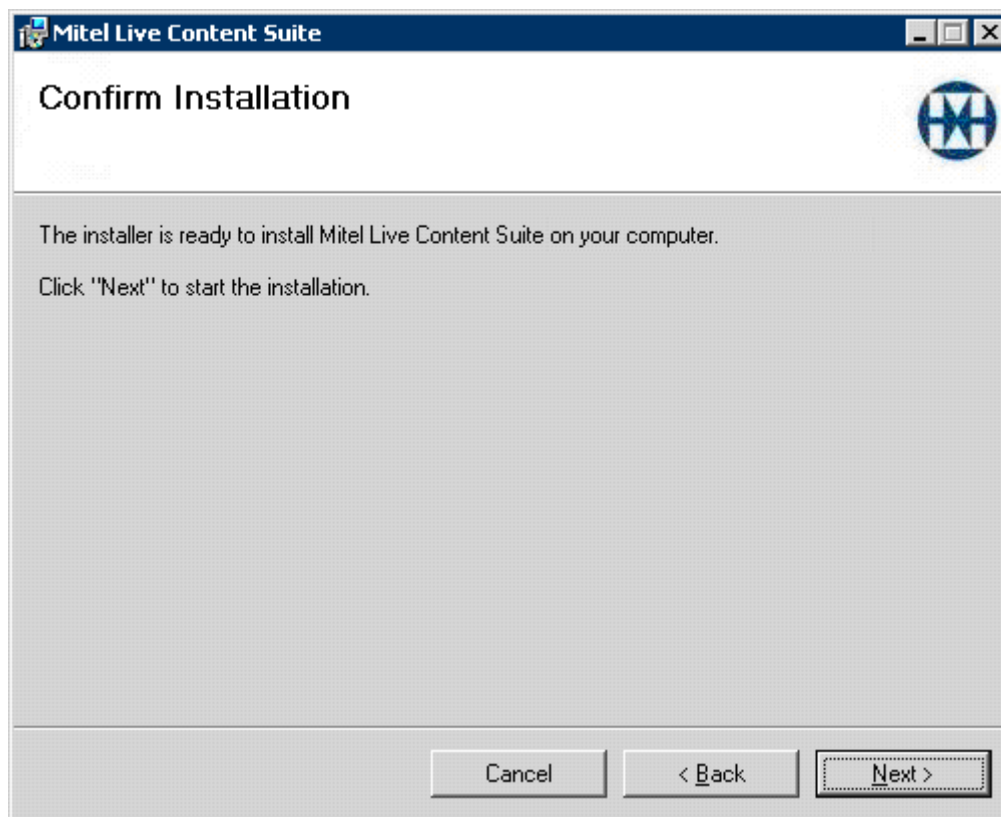 Mitel Live Content Suite
Confirm Installation
The installer is ready to install Mitel Live Content Suite on your computer.
Click "Next" to start the installation.
Cancel
< Back
Next >